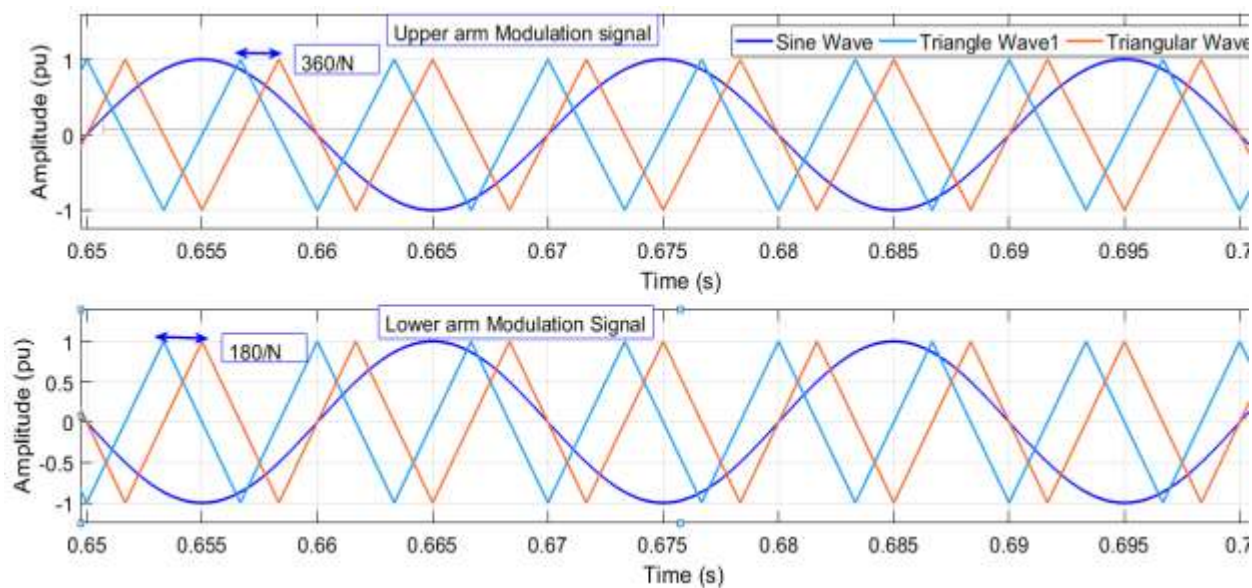 Upper arm Modulation signal
Sine Wave Triangle Wave1 Triangular Wave
360/N
Amplitude (pu)
1
0
-1
0.65 0.655 0.66 0.665 0.67 0.675 0.68 0.685 0.69 0.695 0.7
Time (s)
Lower arm Modulation Signal
180/N
Amplitude (pu)
1
0.5
0
-0.5
-1
0.65 0.655 0.66 0.665 0.67 0.675 0.68 0.685 0.69 0.695 0.7
Time (s)